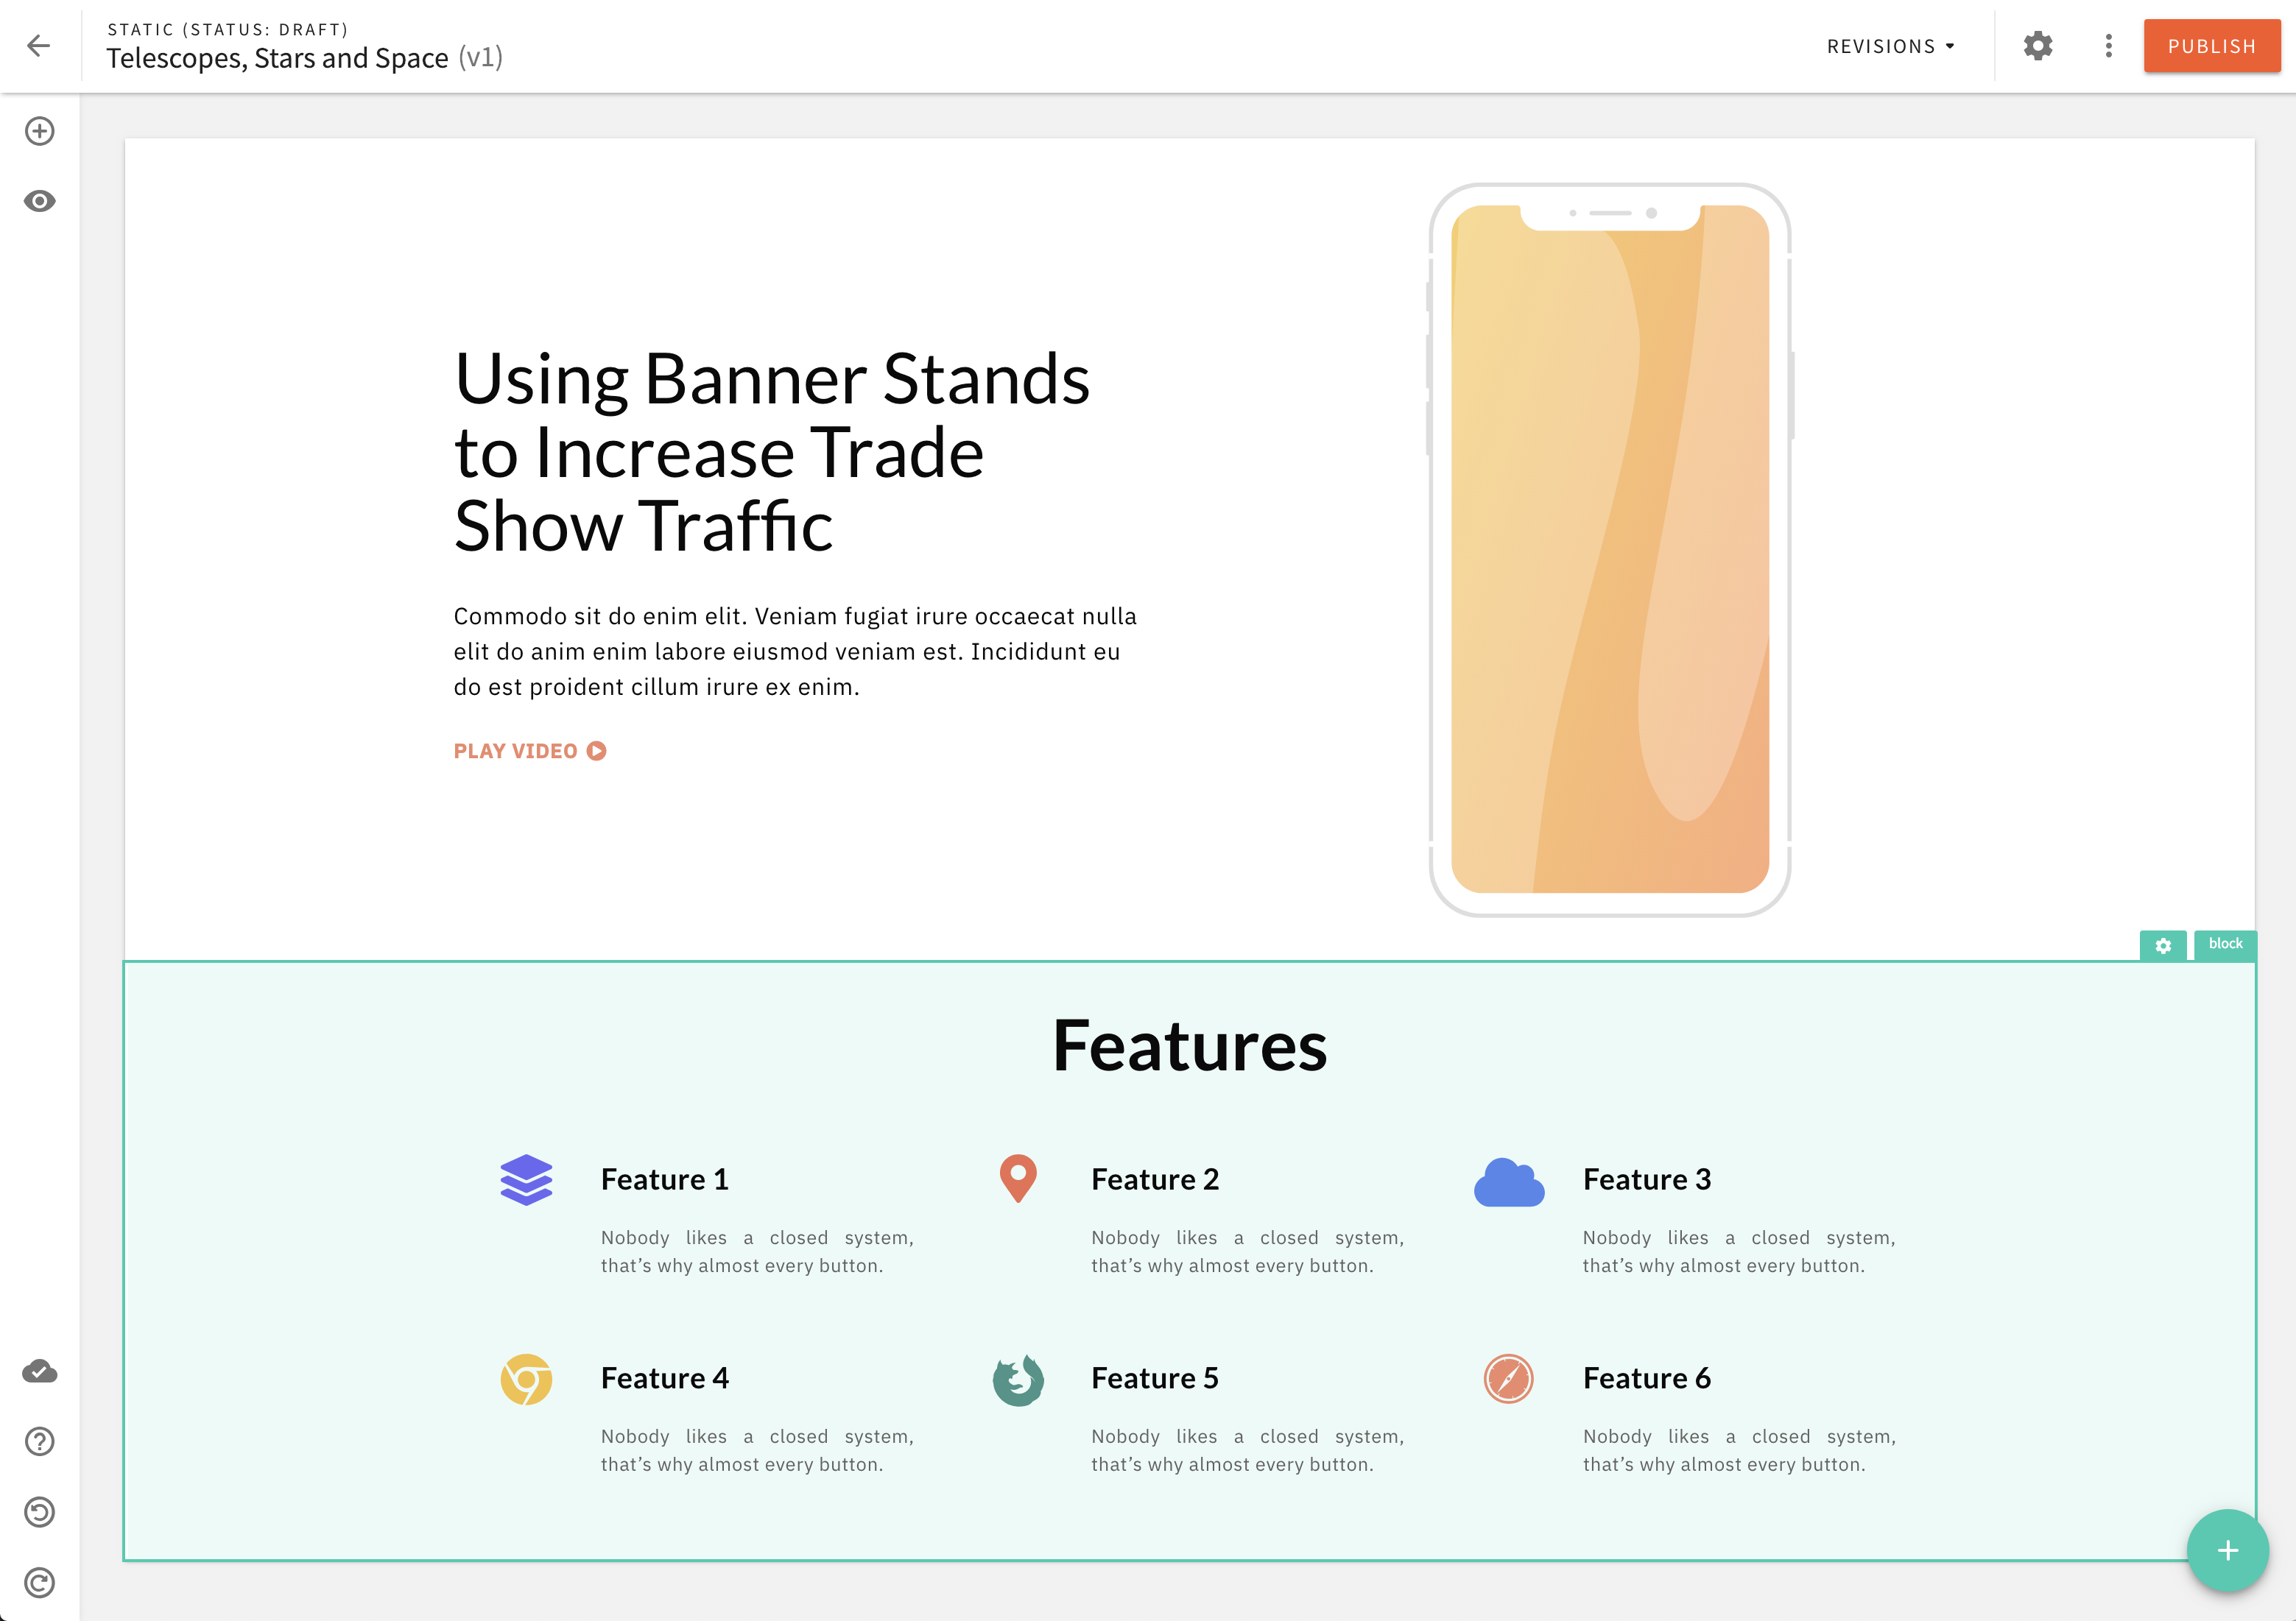 STATIC (STATUS: DRAFT)
Telescopes, Stars and Space (v1)
REVISIONS
PUBLISH
Using Banner Stands
to Increase Trade
Show Traffic
Commodo sit do enim elit. Veniam fugiat irure occaecat nulla
elit do anim enim labore eiusmod veniam est. Incididunt eu
do est proident cillum irure ex enim.
PLAY VIDEO
block
Features
Feature 1
Nobody likes a closed system,
that’s why almost every button.
Feature 2
Nobody likes a closed system,
that’s why almost every button.
Feature 3
Nobody likes a closed system,
that’s why almost every button.
Feature 4
Nobody likes a closed system,
that’s why almost every button.
Feature 5
Nobody likes a closed system,
that’s why almost every button.
Feature 6
Nobody likes a closed system,
that’s why almost every button.